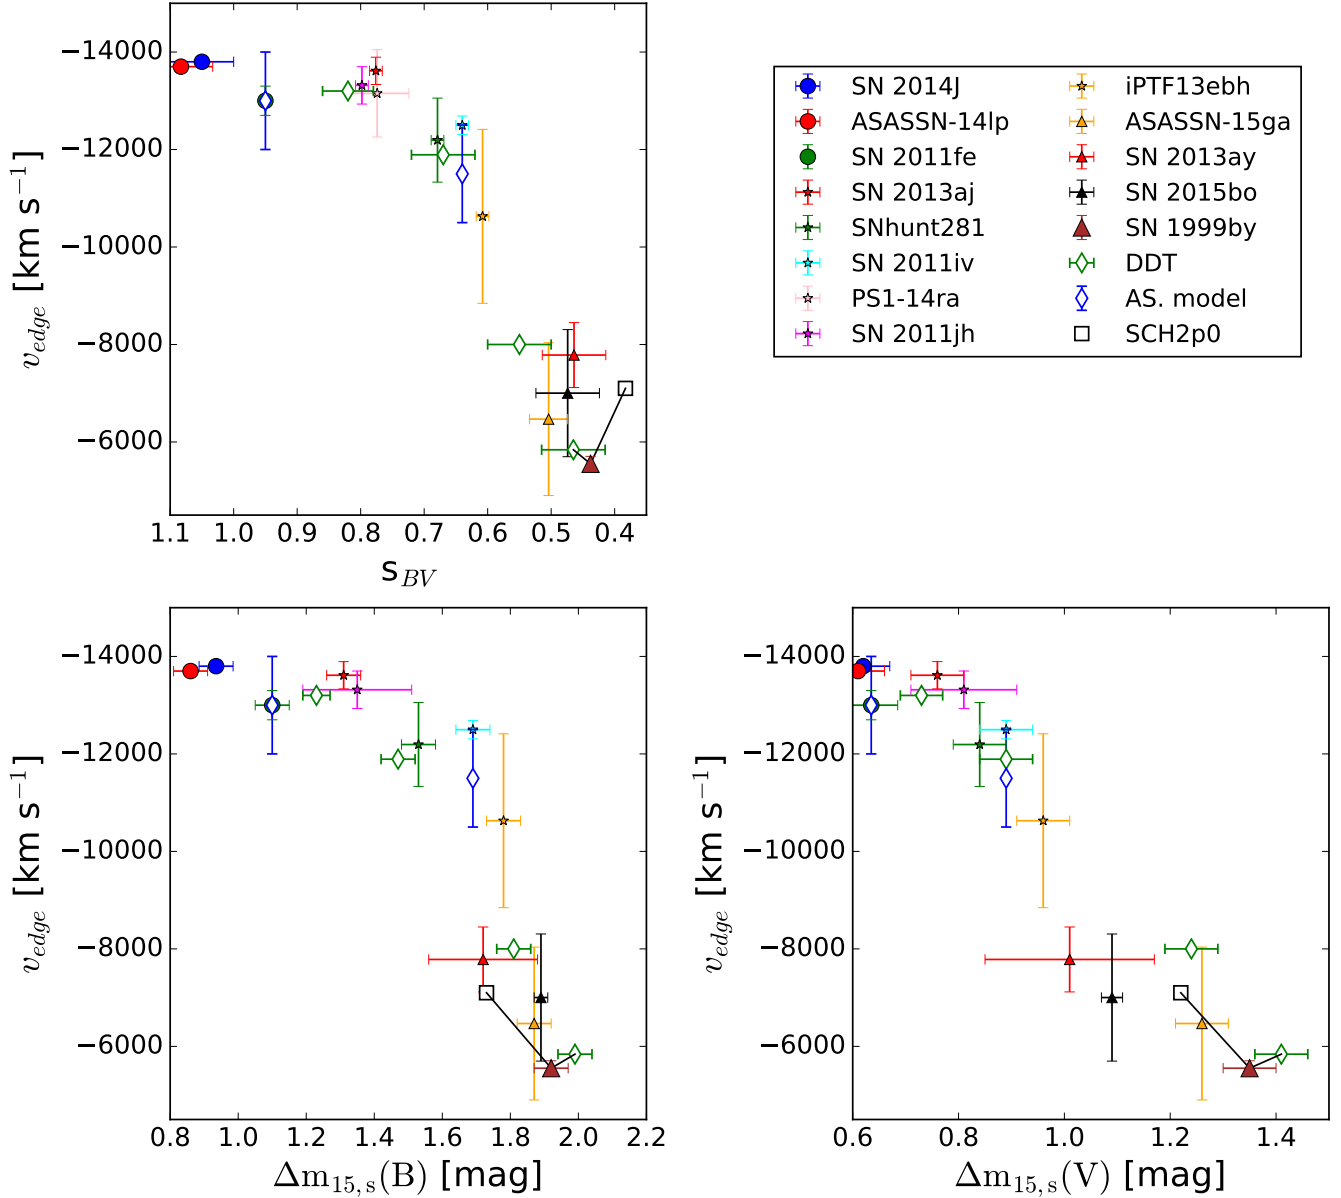 −14000
−12000
−10000
−8000
−6000
v_edge [km s⁻¹]
1.1 1.0 0.9 0.8 0.7 0.6 0.5 0.4
s_BV
SN 2014J
ASASSN-14lp
SN 2011fe
SN 2013aj
SNhunt281
SN 2011iv
PS1-14ra
SN 2011jh
iPTF13ebh
ASASSN-15ga
SN 2013ay
SN 2015bo
SN 1999by
DDT
AS. model
SCH2p0
−14000
−12000
−10000
−8000
−6000
v_edge [km s⁻¹]
0.8 1.0 1.2 1.4 1.6 1.8 2.0 2.2
Δm_15,s(B) [mag]
−14000
−12000
−10000
−8000
−6000
v_edge [km s⁻¹]
0.6 0.8 1.0 1.2 1.4
Δm_15,s(V) [mag]